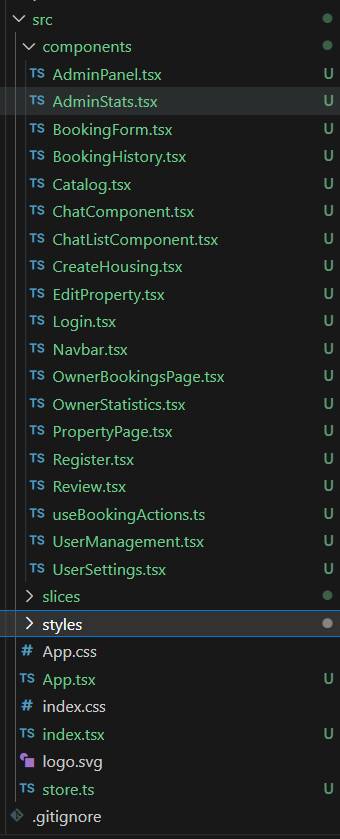 src
components
TS AdminPanel.tsx U
TS AdminStats.tsx U
TS BookingForm.tsx U
TS BookingHistory.tsx U
TS Catalog.tsx U
TS ChatComponent.tsx U
TS ChatListComponent.tsx U
TS CreateHousing.tsx U
TS EditProperty.tsx U
TS Login.tsx U
TS Navbar.tsx U
TS OwnerBookingsPage.tsx U
TS OwnerStatistics.tsx U
TS PropertyPage.tsx U
TS Register.tsx U
TS Review.tsx U
TS useBookingActions.ts U
TS UserManagement.tsx U
TS UserSettings.tsx U
slices
styles
# App.css
TS App.tsx U
# index.css
TS index.tsx U
logo.svg
TS store.ts U
.gitignore